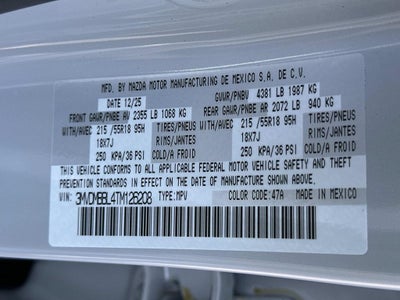 MFD. BY MAZDA MOTOR MANUFACTURING DE MEXICO S.A. DE C.V.
DATE 12/25 GVWR/PNBV 4381 LB 1987 KG
FRONT GAWR/PNBE AV 2355 LB 1068 KG REAR GAWR/PNBE AR 2072 LB 940 KG
WITH/AVEC 215 /55R18 95H TIRES/PNEUS WITH/AVEC 215 /55R18 95H TIRES/PNEUS
18X7J RIMS/JANTE 18X7J RIMS/JANTE
250 KPA/36 PSI COLD/A FROID 250 KPA/36 PSI COLD/A FROID
THIS VEHICLE CONFORMS TO ALL APPLICABLE FEDERAL MOTOR VEHICLE SAFETY AND
THEFT PREVENTION STANDARDS IN EFFECT ON THE DATE OF MANUFACTURE SHOWN ABOVE.
VIN: 3MVDMBBL4TM126208 TYPE:MPV COLOR CODE:47A MADE IN MEXICO